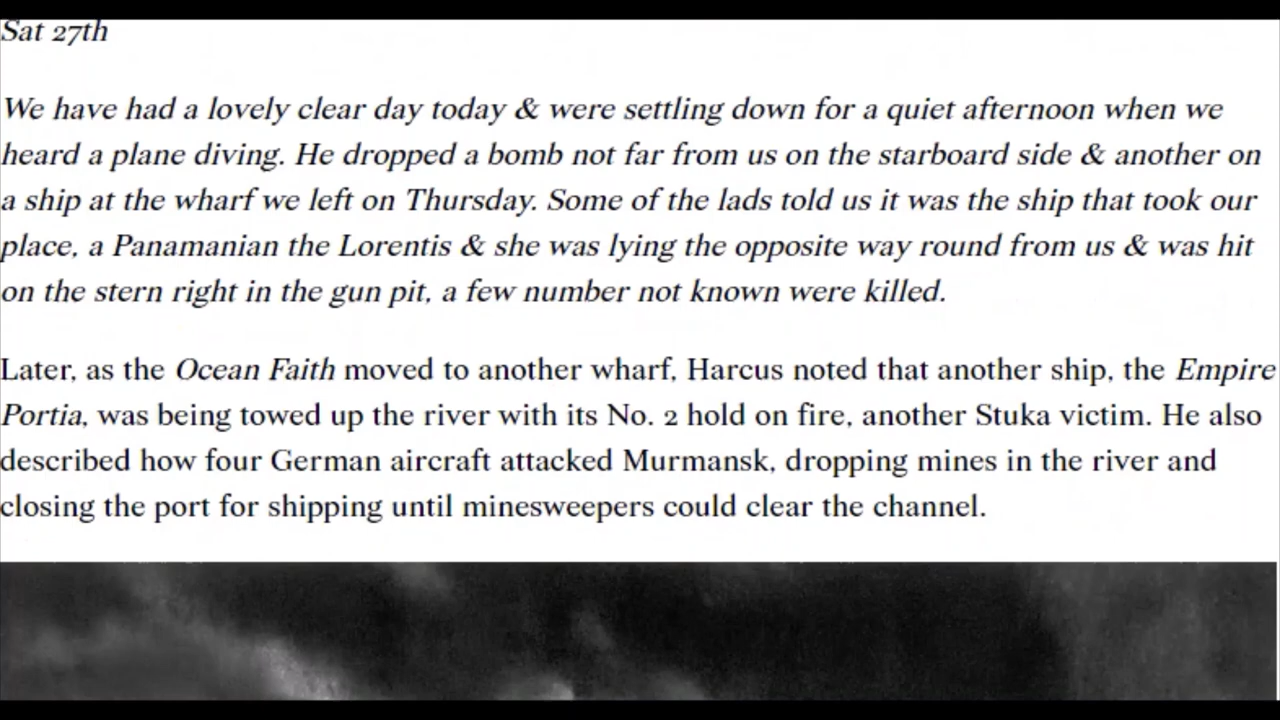 Sat 27th
We have had a lovely clear day today & were settling down for a quiet afternoon when we
heard a plane diving. He dropped a bomb not far from us on the starboard side & another on
a ship at the wharf we left on Thursday. Some of the lads told us it was the ship that took our
place, a Panamanian the Lorentis & she was lying the opposite way round from us & was hit
on the stern right in the gun pit, a few number not known were killed.
Later, as the Ocean Faith moved to another wharf, Harcus noted that another ship, the Empire
Portia, was being towed up the river with its No. 2 hold on fire, another Stuka victim. He also
described how four German aircraft attacked Murmansk, dropping mines in the river and
closing the port for shipping until minesweepers could clear the channel.